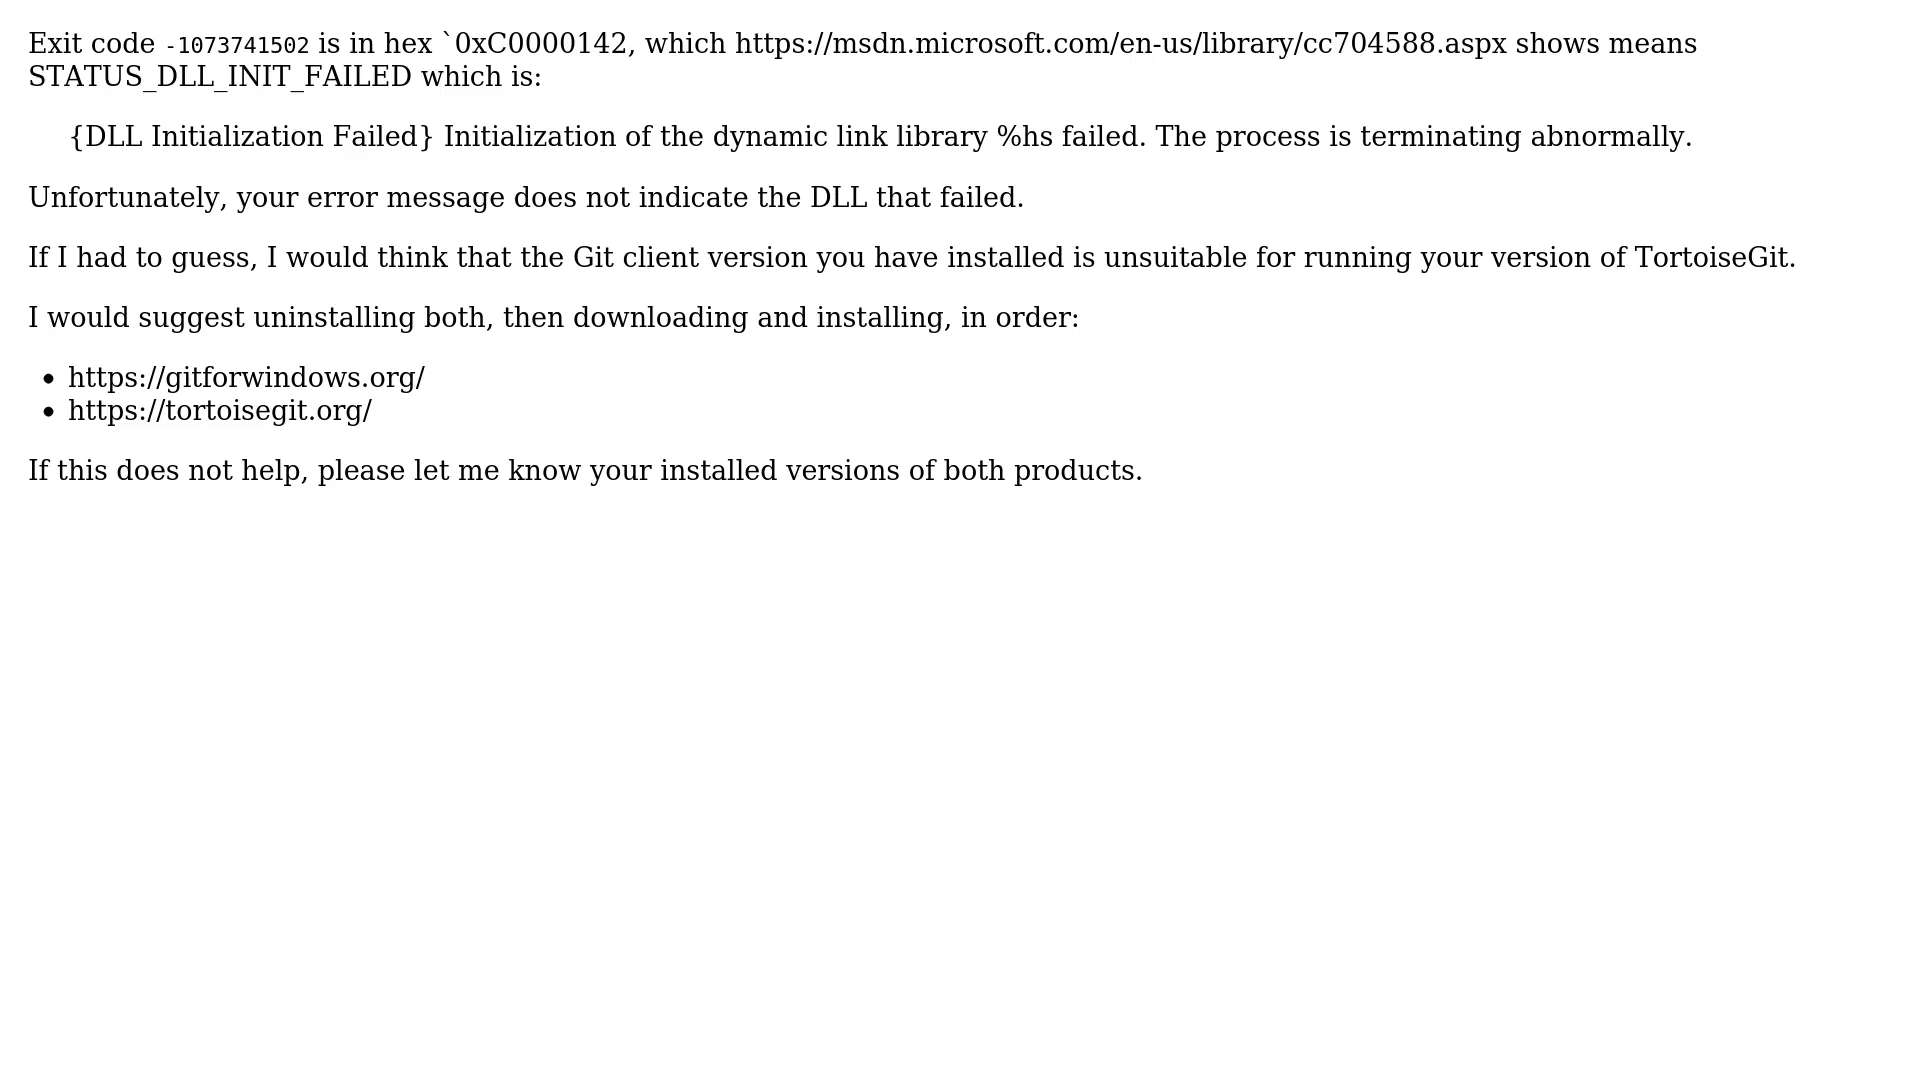 Exit code -1073741502 is in hex `0xC0000142, which https://msdn.microsoft.com/en-us/library/cc704588.aspx shows means
STATUS_DLL_INIT_FAILED which is:
{DLL Initialization Failed} Initialization of the dynamic link library %hs failed. The process is terminating abnormally.
Unfortunately, your error message does not indicate the DLL that failed.
If I had to guess, I would think that the Git client version you have installed is unsuitable for running your version of TortoiseGit.
I would suggest uninstalling both, then downloading and installing, in order:
• https://gitforwindows.org/
• https://tortoisegit.org/
If this does not help, please let me know your installed versions of both products.